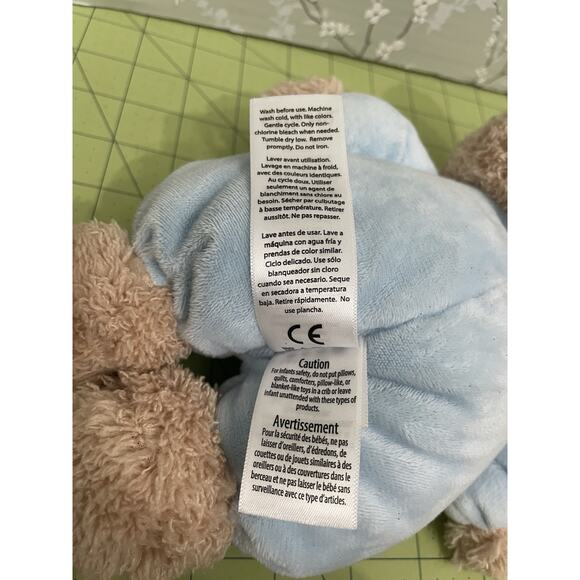 Wash before use. Machine
wash cold, with like colors.
Gentle cycle. Only non-
chlorine bleach when needed.
Tumble dry low. Remove
promptly. Do not iron.
Laver avant utilisation.
Lavage en machine à froid,
avec des couleurs identiques.
Au cycle doux. Utiliser
seulement un agent de
blanchiment sans chlore au
besoin. Sécher par culbutage
à basse température. Retirer
aussitôt. Ne pas repasser.
Lave antes de usar. Lave a
máquina con agua fría y
prendas de color similar.
Ciclo delicado. Use sólo
blanqueador sin cloro
cuando sea necesario. Seque
en secadora a temperatura
baja. Retire rápidamente. No
use plancha.
CE
Caution
For infants safety, do not put pillows,
quilts, comforters, pillow-like, or
blanket-like toys in a crib or leave
infant unattended with these types of
products.
Avertissement
Pour la sécurité des bébés, ne pas
laisser d'oreillers, d'édredons, de
couettes ou de jouets similaires à des
oreillers ou à des couvertures dans le
berceau et ne pas laisser le bébé sans
surveillance avec ce type d'articles.